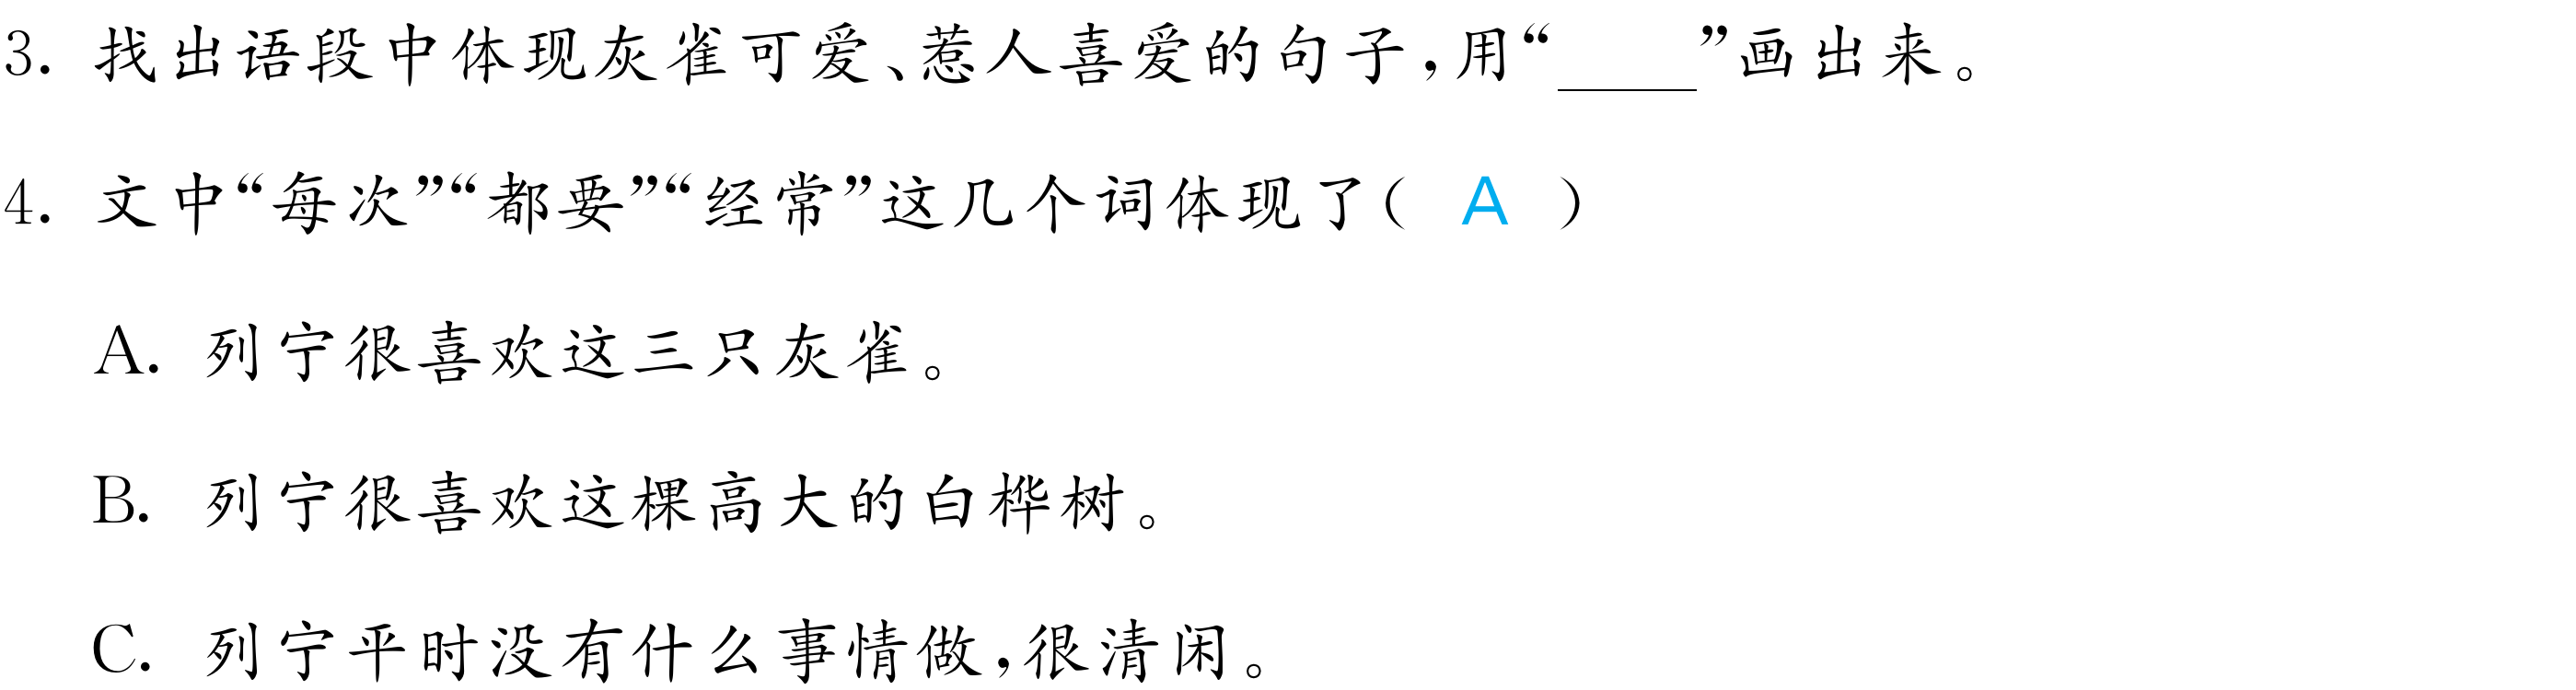 3. 找出语段中体现灰雀可爱、惹人喜爱的句子,用“____”画出来。
4. 文中“每次”“都要”“经常”这几个词体现了( A )
A. 列宁很喜欢这三只灰雀。
B. 列宁很喜欢这棵高大的白桦树。
C. 列宁平时没有什么事情做,很清闲。